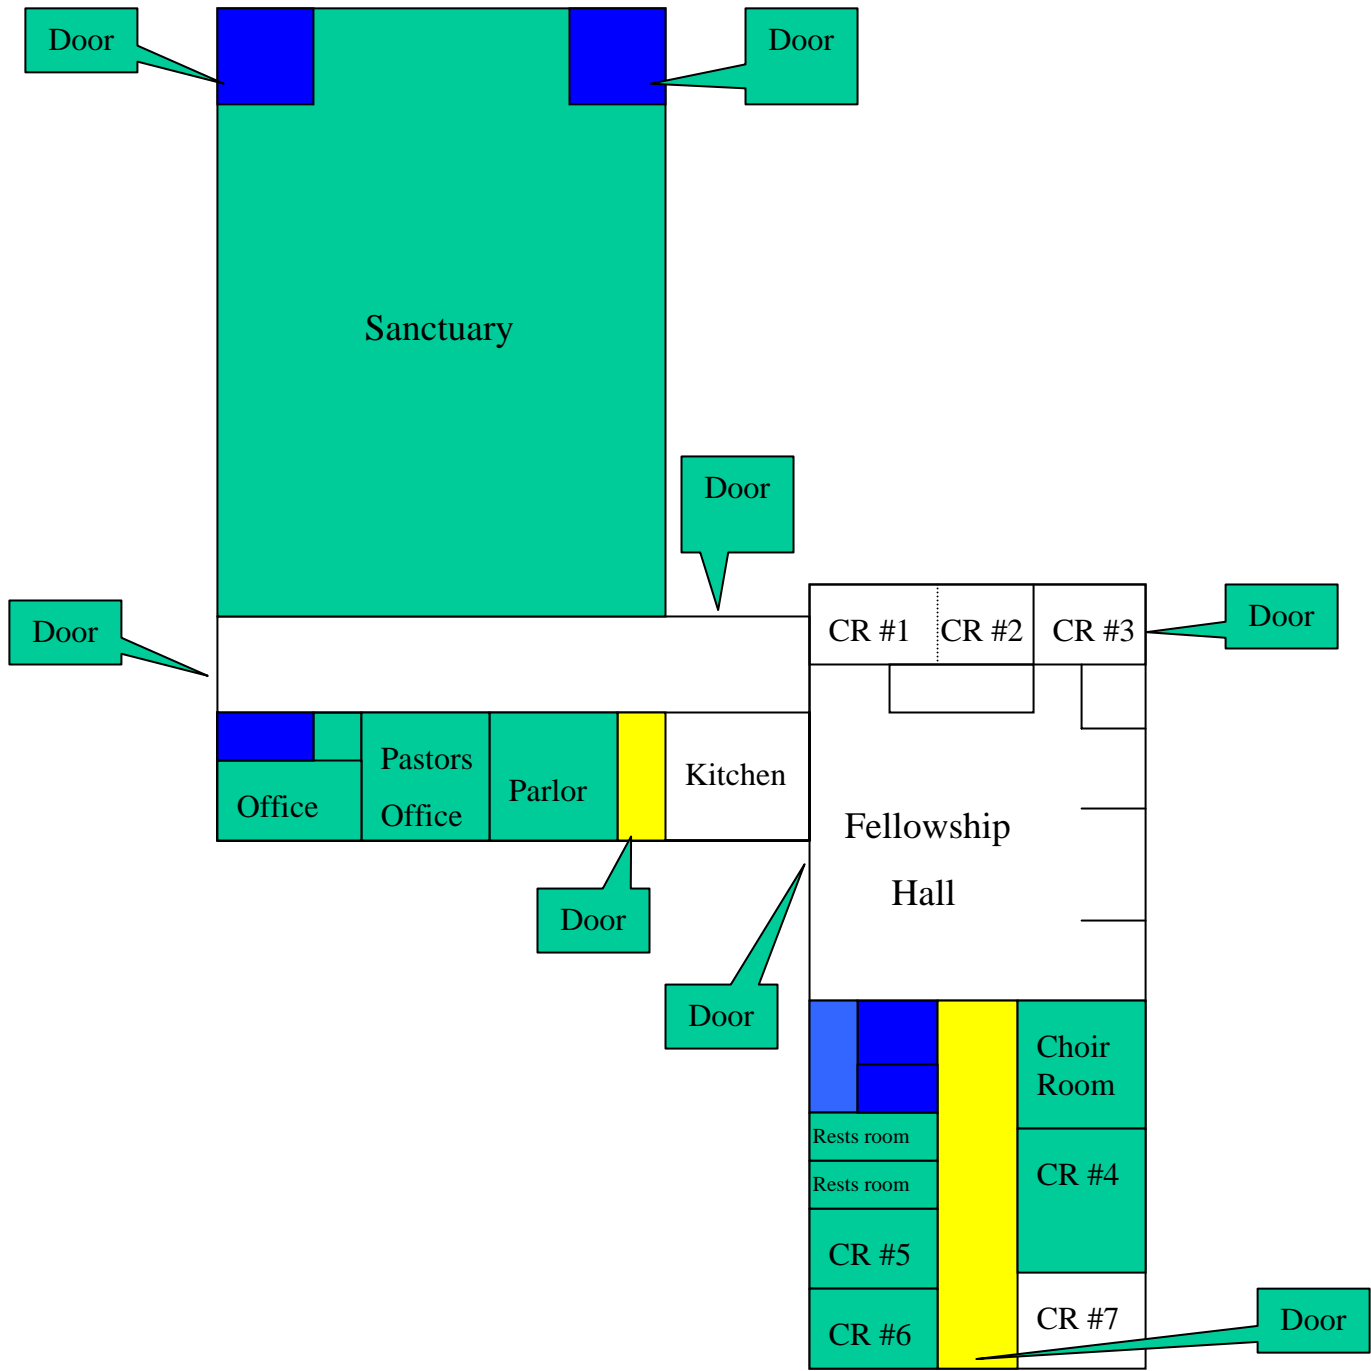 Door
Door
Sanctuary
Door
Door
CR #1
CR #2
CR #3
Door
Office
Pastors
Office
Parlor
Kitchen
Fellowship
Hall
Door
Door
Choir
Room
Rests room
Rests room
CR #4
CR #5
CR #6
CR #7
Door